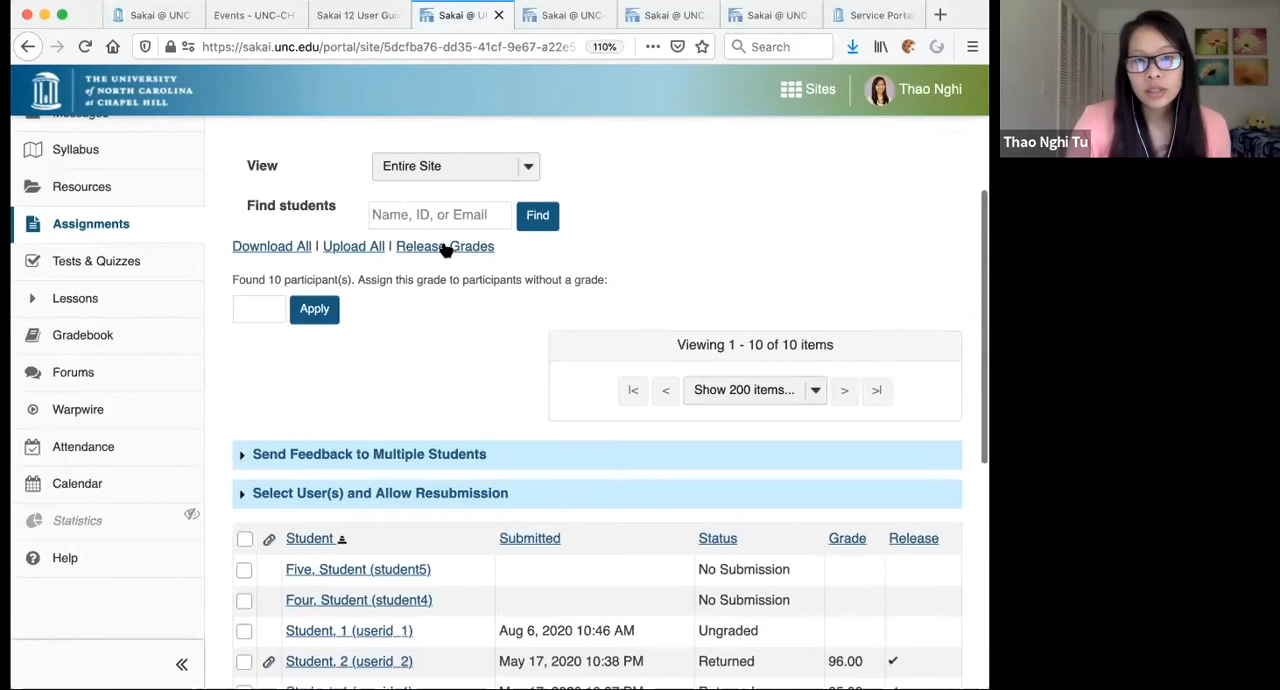 Sakai @ UNC
Events - UNC-CH
Sakai 12 User Gui
Sakai @ U
Sakai @ UNC-
Sakai @ UNC
Sakai @ UNC
Service Porta
https://sakai.unc.edu/portal/site/5dcfba76-dd35-41cf-9e67-a22e5
110%
Search
THE UNIVERSITY
of NORTH CAROLINA
at CHAPEL HILL
Sites
Thao Nghi
Thao Nghi Tu
Messages
Syllabus
Resources
Assignments
Tests & Quizzes
Lessons
Gradebook
Forums
Warpwire
Attendance
Calendar
Statistics
Help
View
Entire Site
Find students
Name, ID, or Email
Find
Download All | Upload All | Release Grades
Found 10 participant(s). Assign this grade to participants without a grade:
Apply
Viewing 1 - 10 of 10 items
|< < Show 200 items... > >|
Send Feedback to Multiple Students
Select User(s) and Allow Resubmission
Student Submitted Status Grade Release
Five, Student (student5) No Submission
Four, Student (student4) No Submission
Student, 1 (userid_1) Aug 6, 2020 10:46 AM Ungraded
Student, 2 (userid_2) May 17, 2020 10:38 PM Returned 96.00 ✔